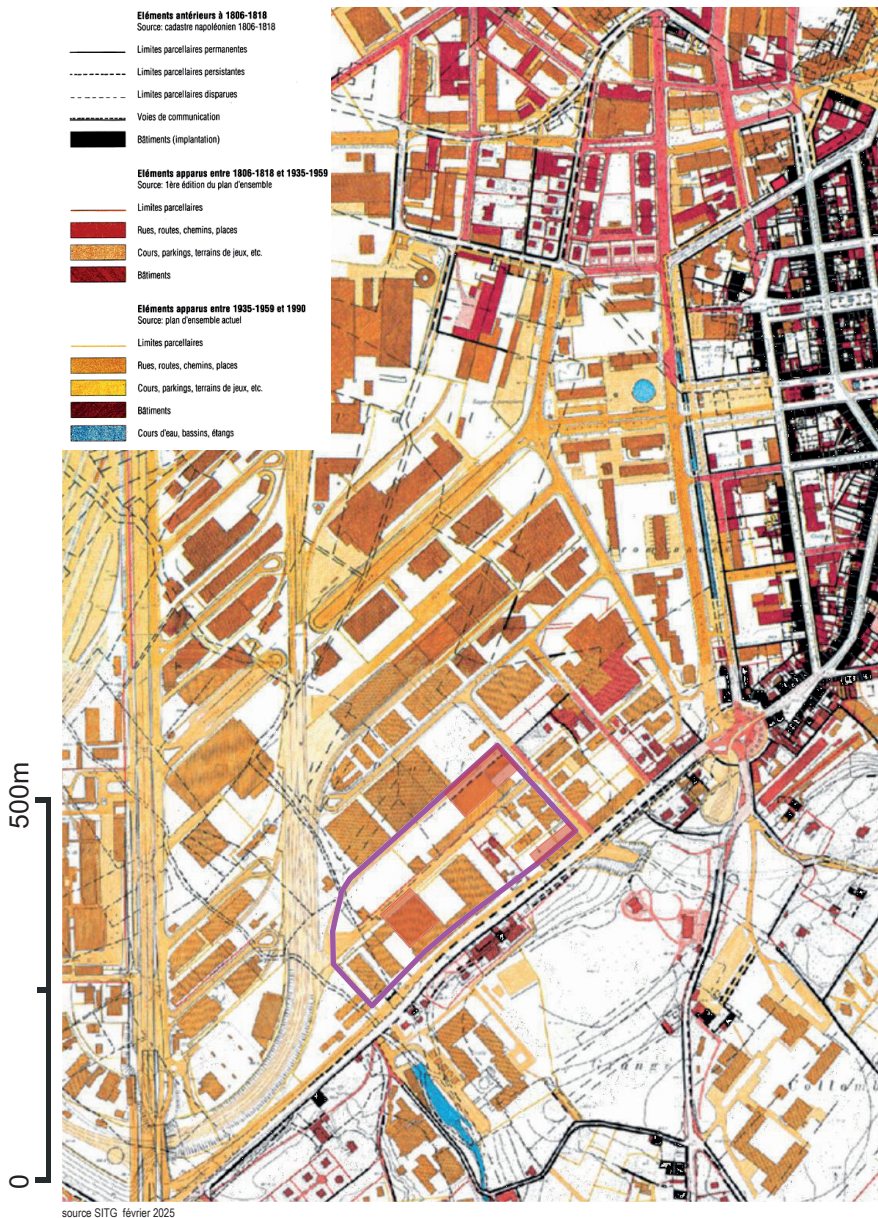 Eléments antérieurs à 1806-1818
Source: cadastre napoléonien 1806-1818
Limites parcellaires permanentes
Limites parcellaires persistantes
Limites parcellaires disparues
Voies de communication
Bâtiments (implantation)
Eléments apparus entre 1806-1818 et 1935-1959
Source: 1ère édition du plan d'ensemble
Limites parcellaires
Rues, routes, chemins, places
Cours, parkings, terrains de jeux, etc.
Bâtiments
Eléments apparus entre 1935-1959 et 1990
Source: plan d'ensemble actuel
Limites parcellaires
Rues, routes, chemins, places
Cours, parkings, terrains de jeux, etc.
Bâtiments
Cours d'eau, bassins, étangs
500m
0
source SITG février 2025